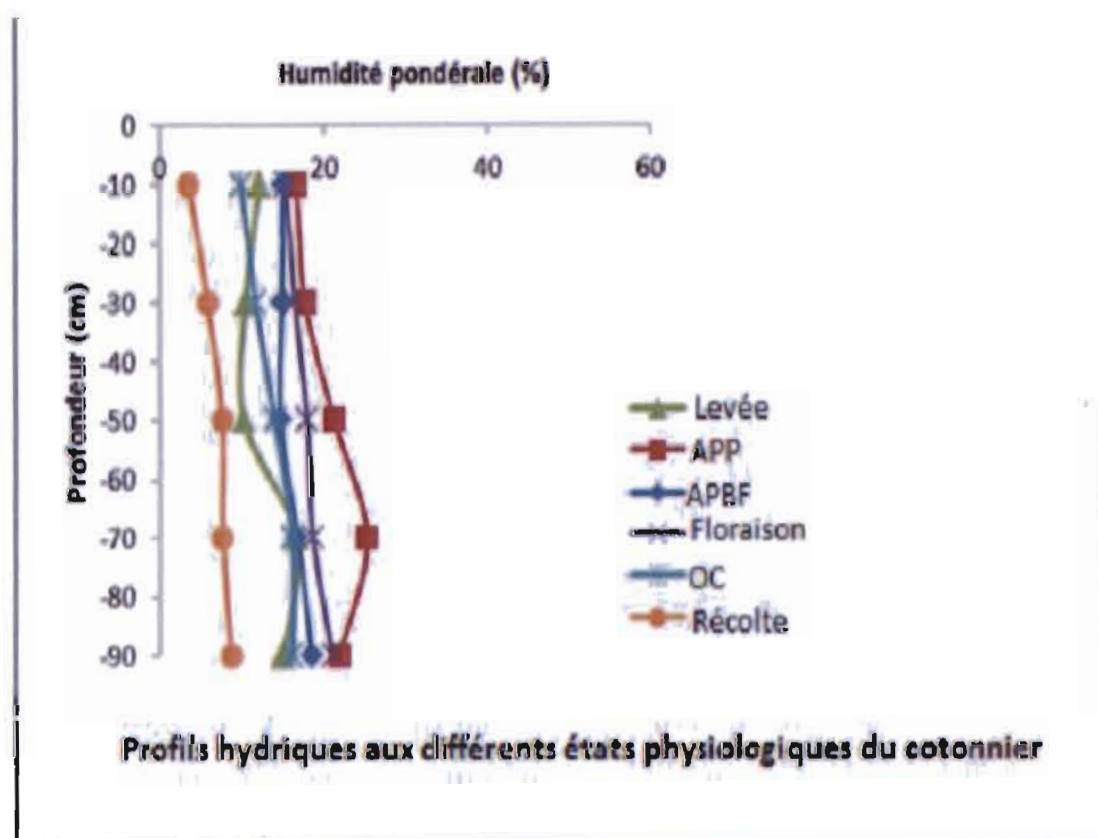 Humidité pondérale (%)
0
0 20 40 60
-10
-20
-30
-40
-50
-60
-70
-80
-90
Profondeur (cm)
Levée
APP
APBF
Floraison
OC
Récolte
Profils hydriques aux différents états physiologiques du cotonnier